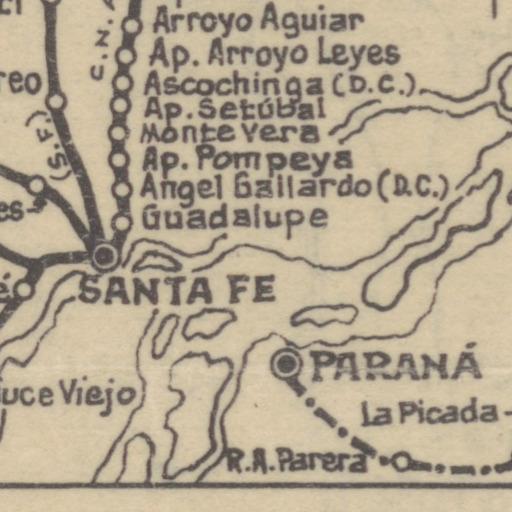 Arroyo Aguiar
Ap. Arroyo Leyes
Ascochinga (D.C.)
Ap. Setúbal
Monte Vera
Ap. Pompeya
Angel Gallardo (D.C.)
Guadalupe
C.N.
(S.F.)
SANTA FE
PARANÁ
Viejo
La Picada
R.A. Parera